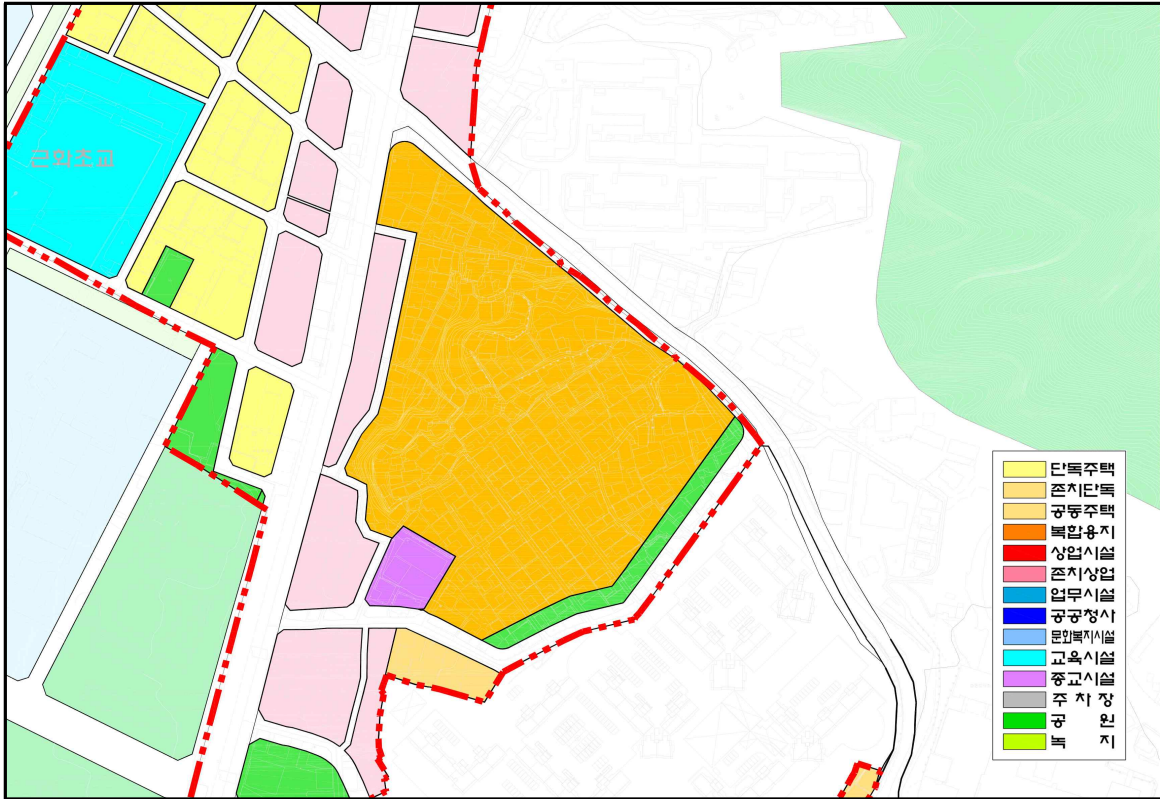 근화초교
단독주택
존치단독
공동주택
복합용지
상업시설
존치상업
업무시설
공공청사
문화복지시설
교육시설
종교시설
주 차 장
공 원
녹 지